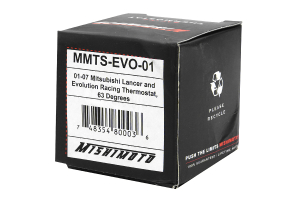 MMTS-EVO-01
01-07 Mitsubishi Lancer and
Evolution Racing Thermostat,
63 Degrees
7 48354 80003 6
MISHIMOTO
PLEASE
RECYCLE
PUSH THE LIMITS